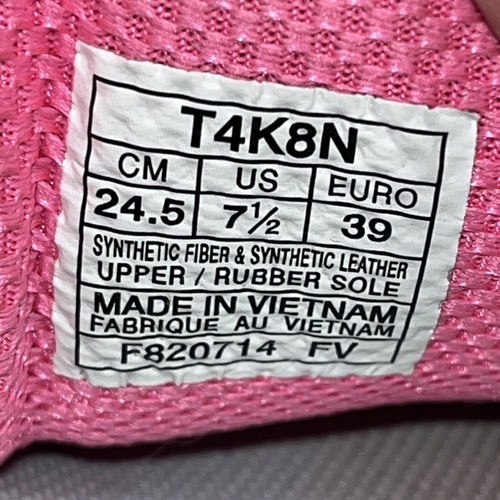 T4K8N
CM US EURO
24.5 7½ 39
SYNTHETIC FIBER & SYNTHETIC LEATHER
UPPER / RUBBER SOLE
MADE IN VIETNAM
FABRIQUE AU VIETNAM
F820714 FV